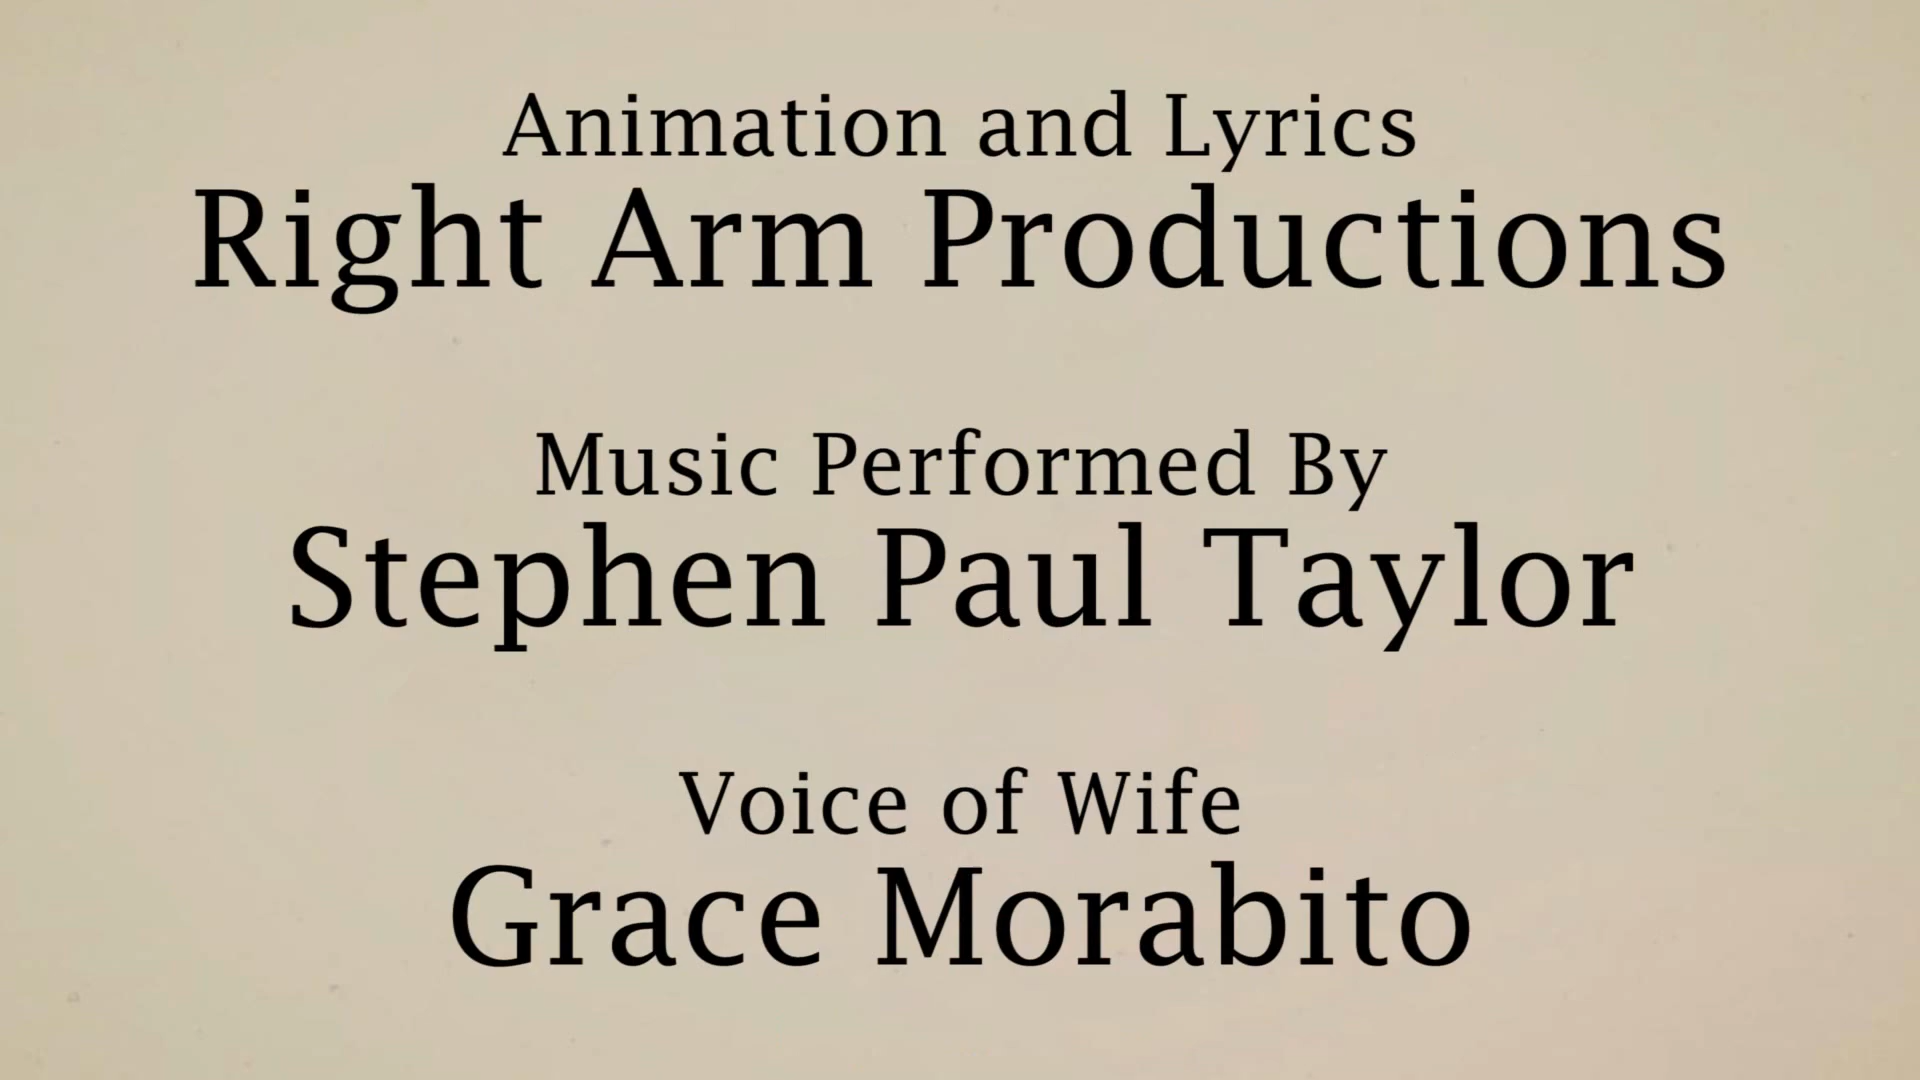 Animation and Lyrics
Right Arm Productions
Music Performed By
Stephen Paul Taylor
Voice of Wife
Grace Morabito